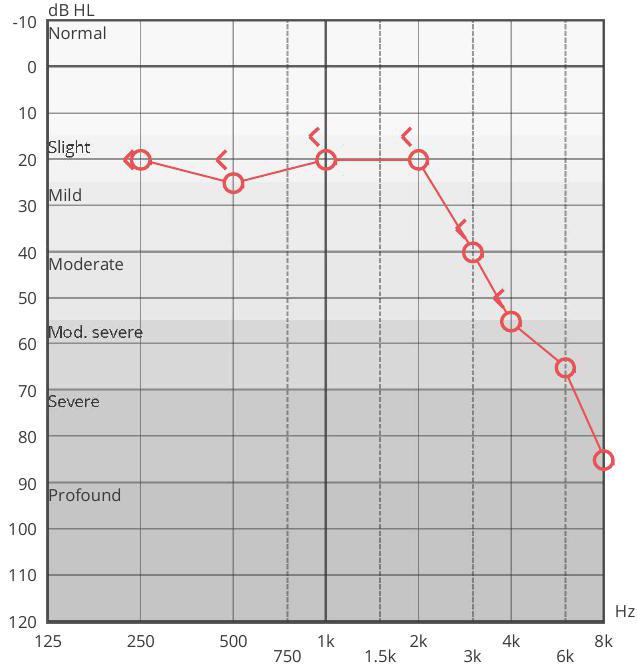 dB HL
-10
Normal
0
10
Slight
20
Mild
30
40
Moderate
50
Mod. severe
60
70
Severe
80
90
Profound
100
110
120
Hz
125 250 500 1k 2k 4k 8k
750 1.5k 3k 6k